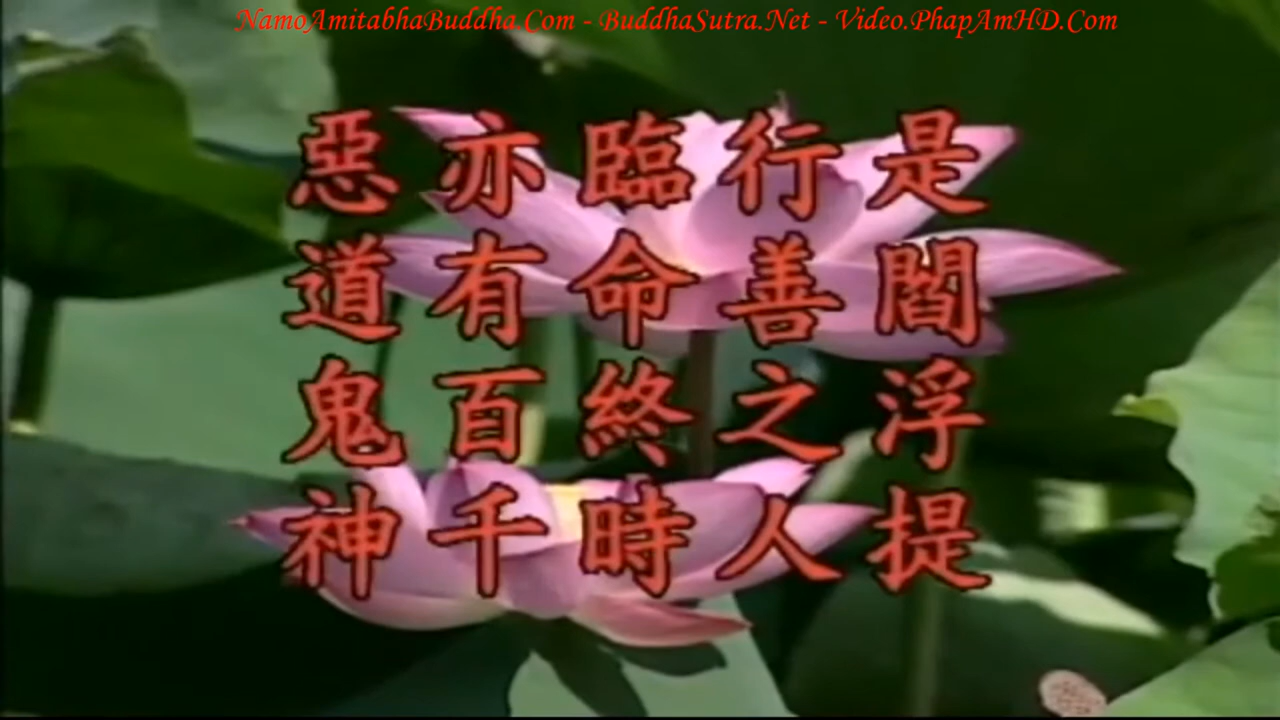 NamoAmitabhaBuddha.Com - BuddhaSutra.Net - Video.PhapAmHD.Com
是閻浮提
行善之人
臨命終時
亦有百千
惡道鬼神